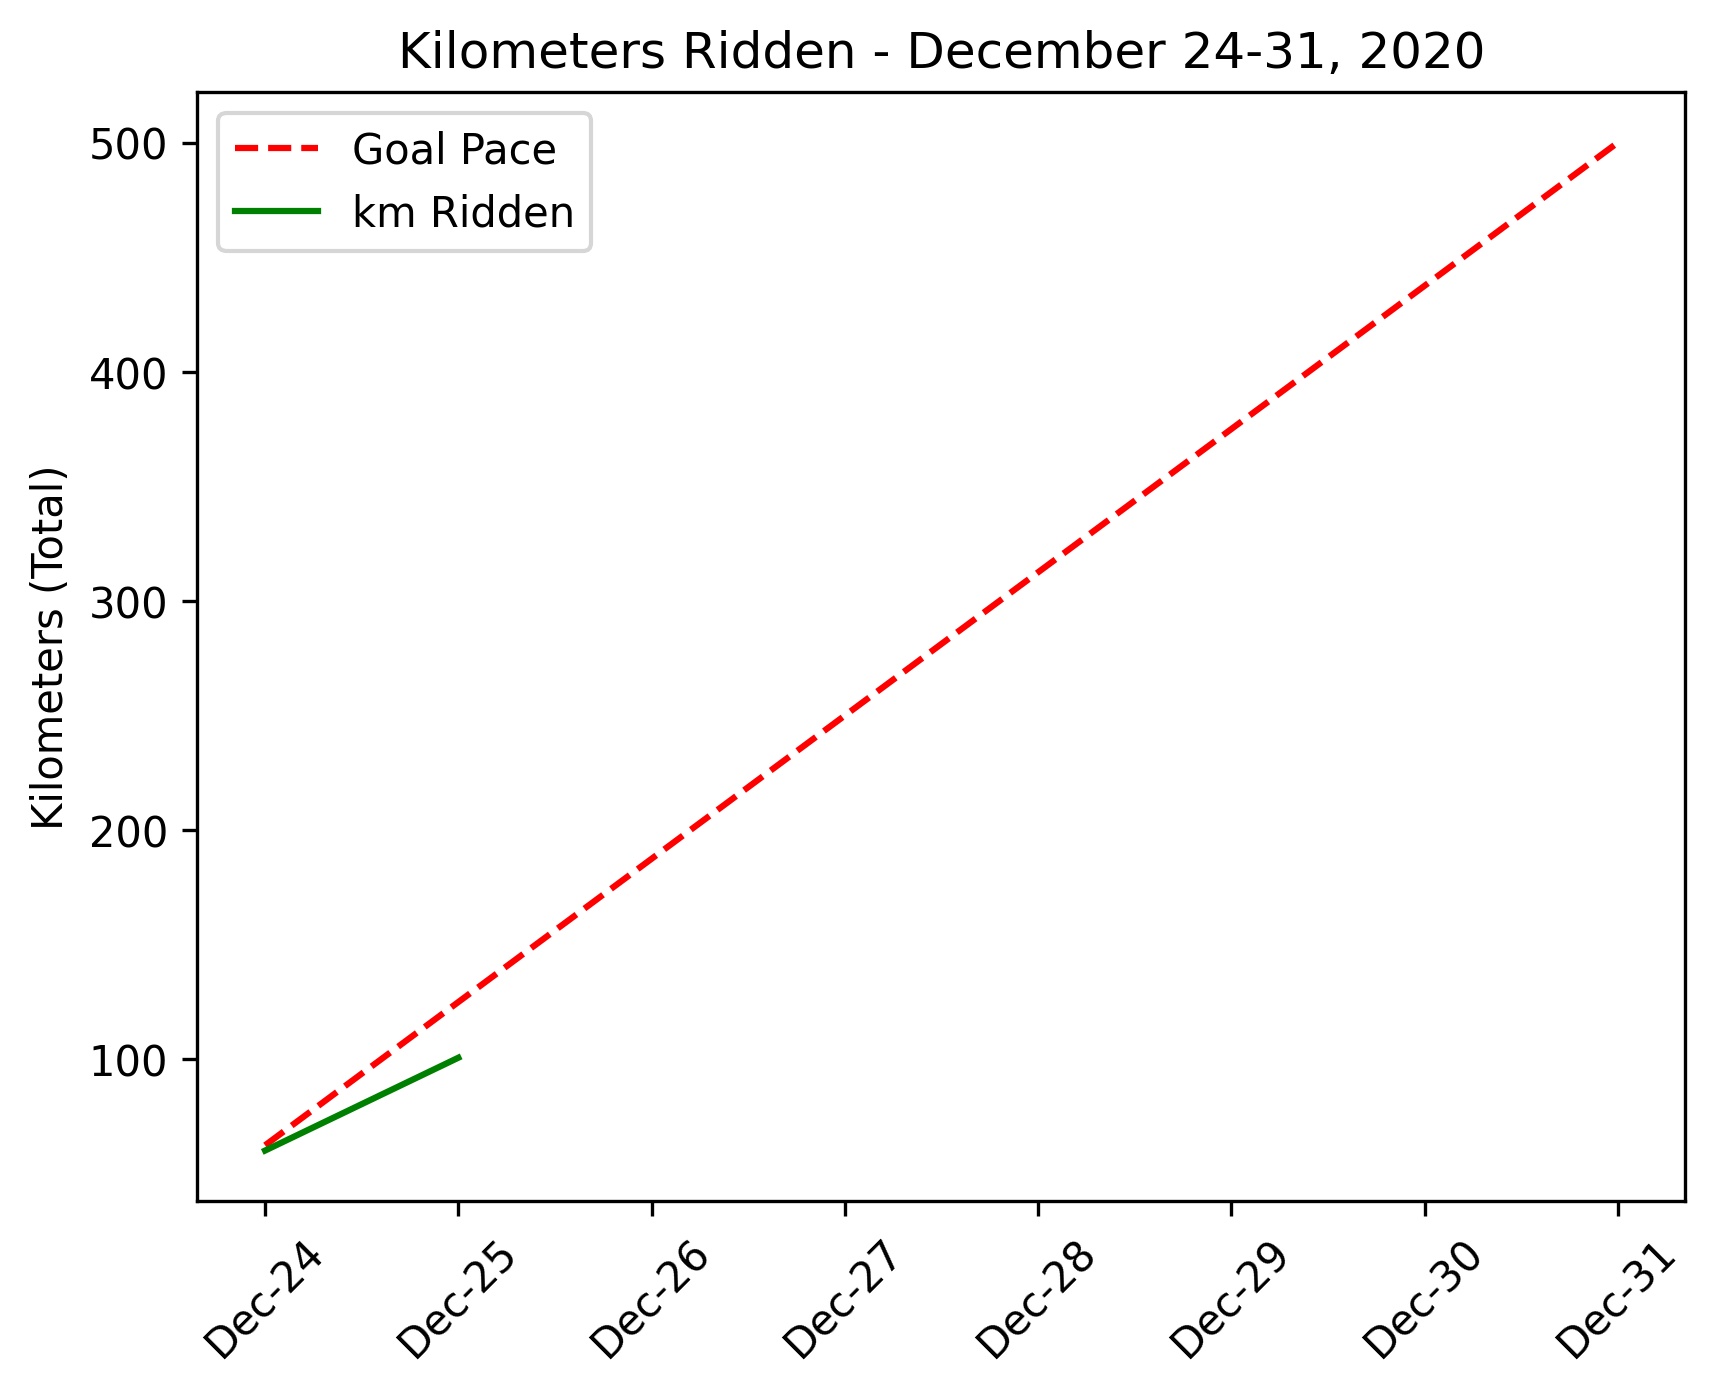 Kilometers Ridden - December 24-31, 2020
Goal Pace
km Ridden
Kilometers (Total)
500
400
300
200
100
Dec-24
Dec-25
Dec-26
Dec-27
Dec-28
Dec-29
Dec-30
Dec-31